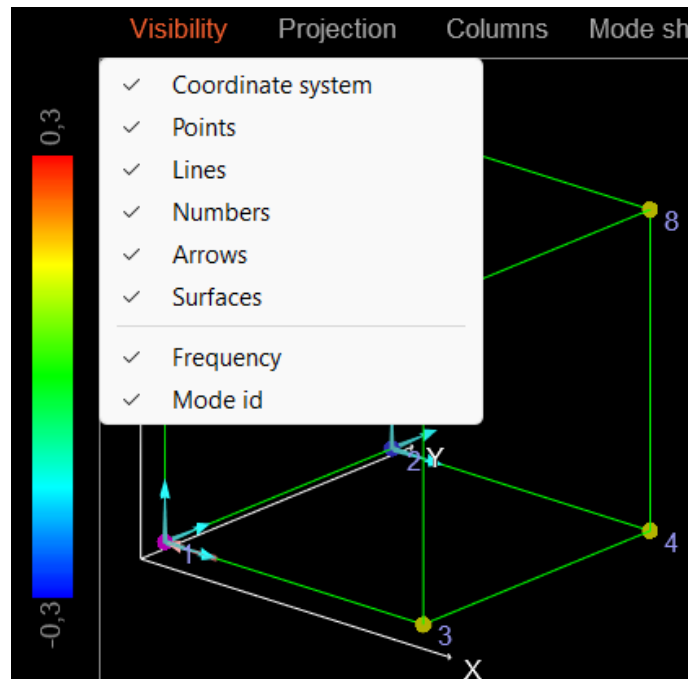 Visibility Projection Columns Mode sh
Coordinate system
Points
Lines
Numbers
Arrows
Surfaces
Frequency
Mode id
0,3
-0,3
8
2
Y
1
4
3
X